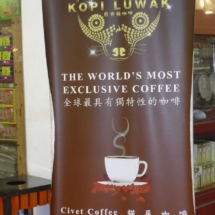 KOPI LUWAK
THE WORLD'S MOST
EXCLUSIVE COFFEE
全球最具有獨特性的咖啡
Civet Coffee